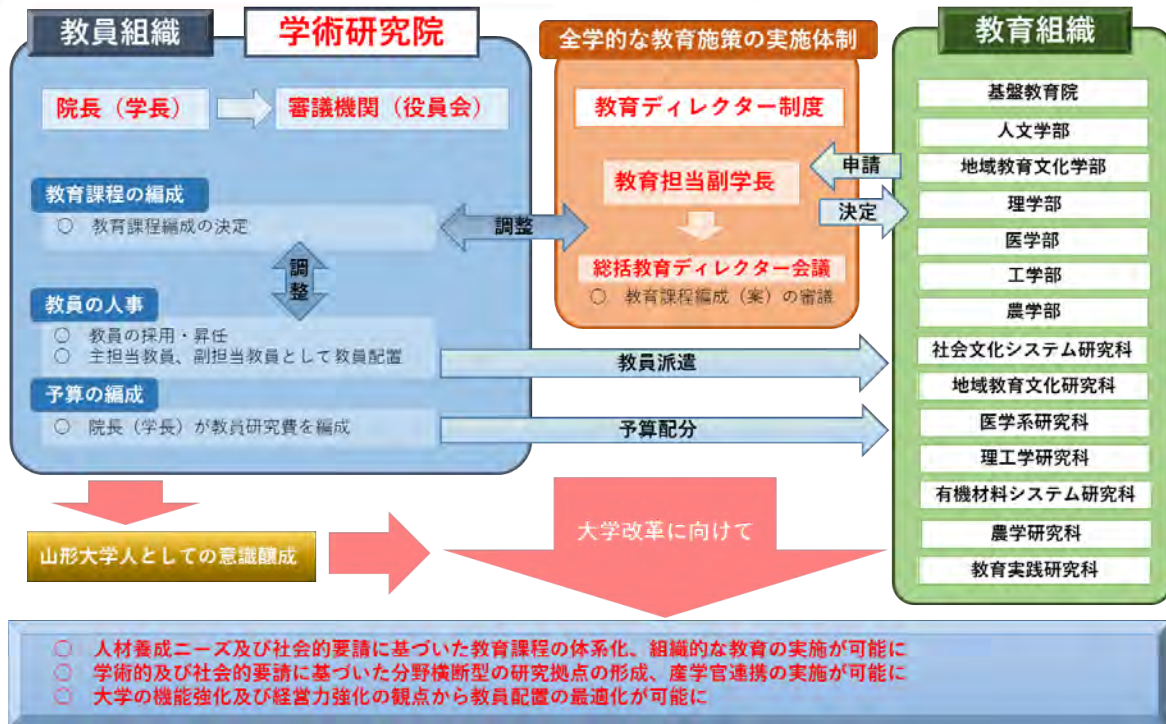 教員組織
学術研究院
院長（学長）
審議機関（役員会）
教育課程の編成
○ 教育課程編成の決定
調整
教員の人事
○ 教員の採用・昇任
○ 主担当教員、副担当教員として教員配置
予算の編成
○ 院長（学長）が教員研究費を編成
調整
全学的な教育施策の実施体制
教育ディレクター制度
教育担当副学長
総括教育ディレクター会議
○ 教育課程編成（案）の審議
申請
決定
教員派遣
予算配分
教育組織
基盤教育院
人文学部
地域教育文化学部
理学部
医学部
工学部
農学部
社会文化システム研究科
地域教育文化研究科
医学系研究科
理工学研究科
有機材料システム研究科
農学研究科
教育実践研究科
山形大学人としての意識醸成
大学改革に向けて
○ 人材養成ニーズ及び社会的要請に基づいた教育課程の体系化、組織的な教育の実施が可能に
○ 学術的及び社会的要請に基づいた分野横断型の研究拠点の形成、産学官連携の実施が可能に
○ 大学の機能強化及び経営力強化の観点から教員配置の最適化が可能に